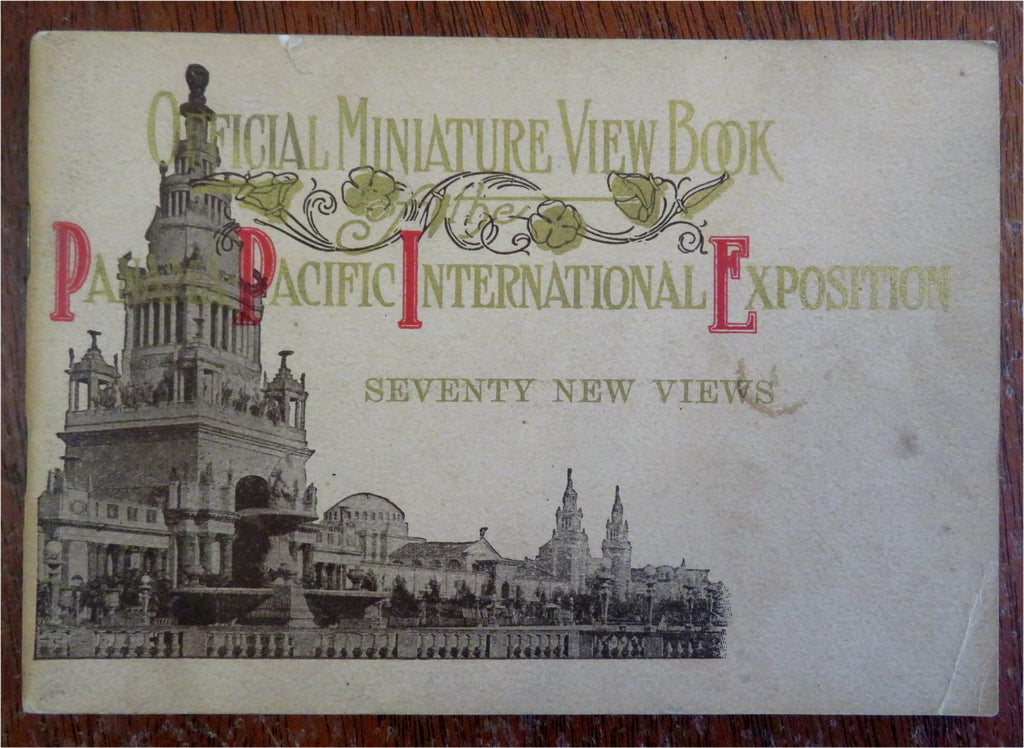 Official Miniature View Book
of the
Panama Pacific International Exposition
SEVENTY NEW VIEWS